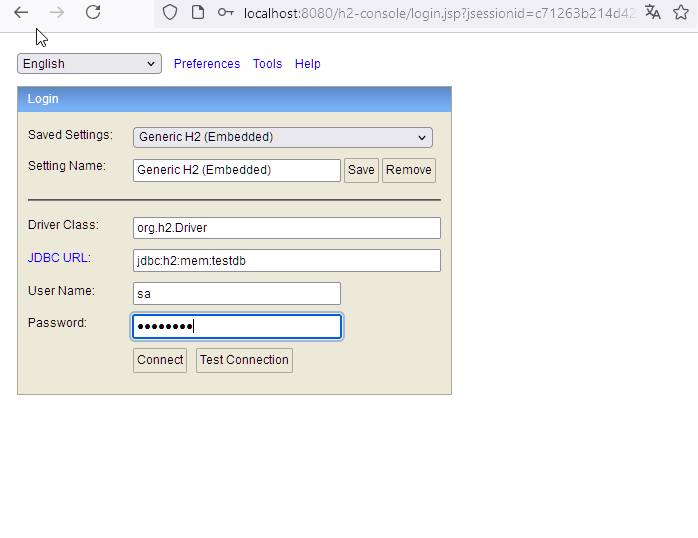 localhost:8080/h2-console/login.jsp?jsessionid=c71263b214d42
English Preferences Tools Help
Login
Saved Settings: Generic H2 (Embedded)
Setting Name: Generic H2 (Embedded) Save Remove
Driver Class: org.h2.Driver
JDBC URL: jdbc:h2:mem:testdb
User Name: sa
Password: ●●●●●●●●
Connect Test Connection